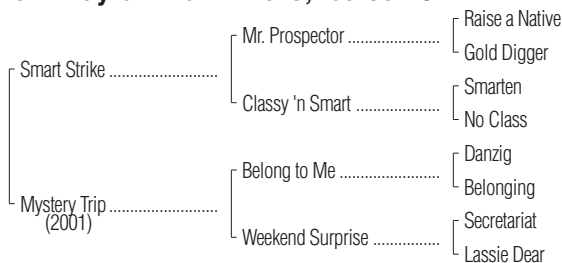 Mr. Prospector ....................
Raise a Native
Gold Digger
Smart Strike ........................
Classy 'n Smart .....................
Smarten
No Class
Belong to Me ......................
Danzig
Belonging
Mystery Trip ........................
(2001)
Weekend Surprise ................
Secretariat
Lassie Dear